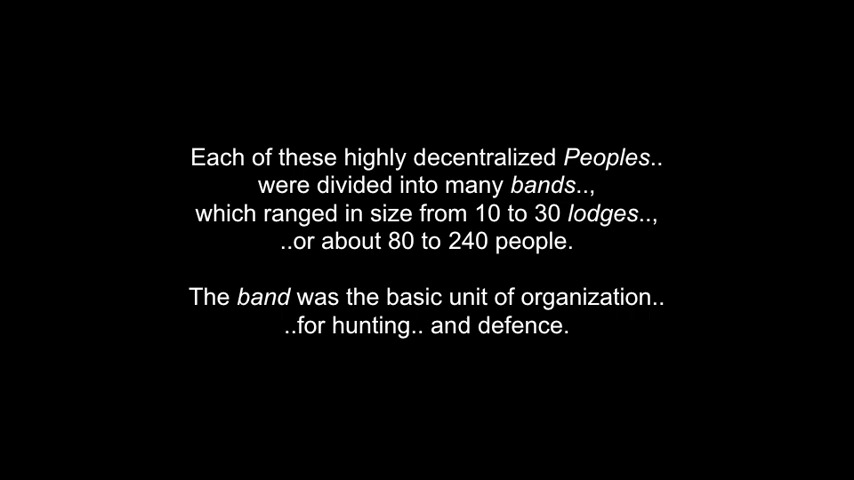 Each of these highly decentralized Peoples..
were divided into many bands..,
which ranged in size from 10 to 30 lodges..,
..or about 80 to 240 people.
The band was the basic unit of organization..
..for hunting.. and defence.